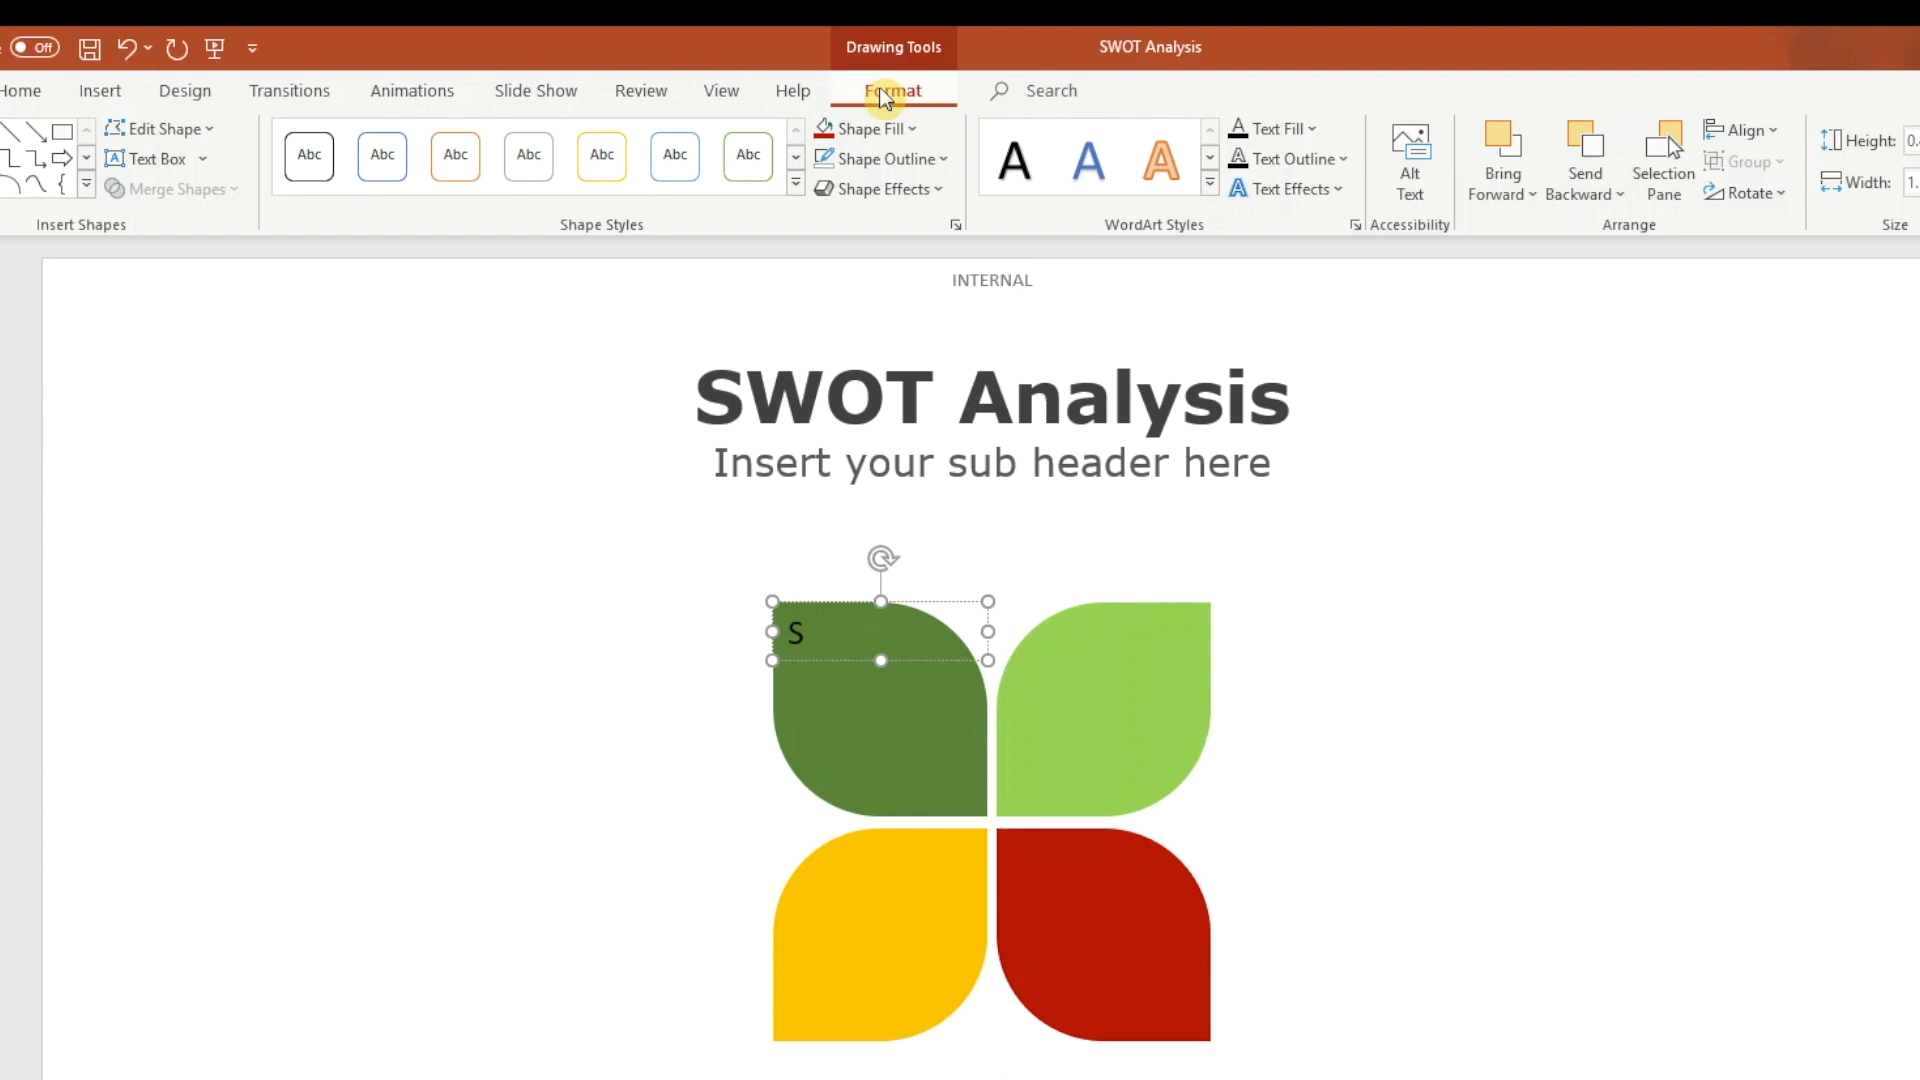 Off
Drawing Tools
SWOT Analysis
Home Insert Design Transitions Animations Slide Show Review View Help Format Search
Edit Shape
Text Box
Merge Shapes
Insert Shapes
Abc Abc Abc Abc Abc Abc Abc
Shape Fill
Shape Outline
Shape Effects
Shape Styles
A A A
Text Fill
Text Outline
Text Effects
WordArt Styles
Alt
Text
Accessibility
Bring
Forward
Send
Backward
Selection
Pane
Align
Group
Rotate
Arrange
Height: 0.
Width: 1.
Size
INTERNAL
SWOT Analysis
Insert your sub header here
S